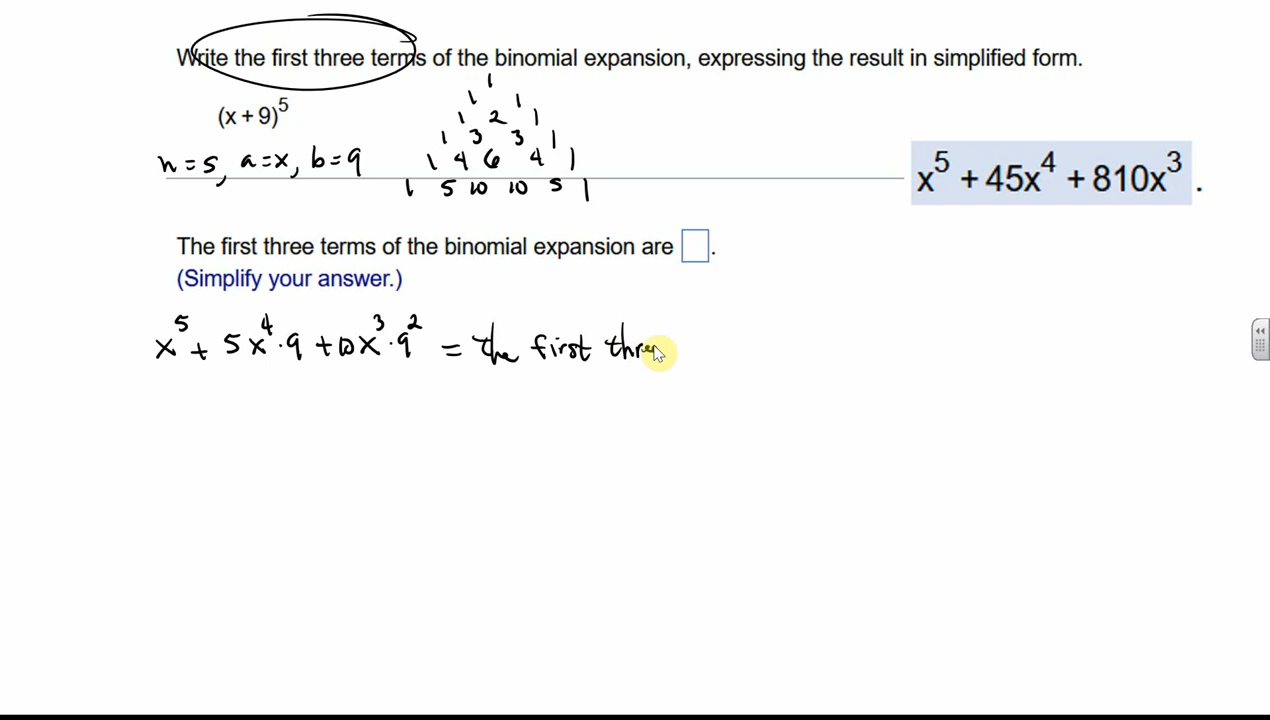 Write the first three terms of the binomial expansion, expressing the result in simplified form.
1
1 1
(x + 9)^5
1 2 1
1 3 3 1
n=5, a=x, b=9
1 4 6 4 1
1 5 10 10 5 1
x^5 + 45x^4 + 810x^3 .
The first three terms of the binomial expansion are .
(Simplify your answer.)
x^5 + 5x^4 · 9 + 10x^3 · 9^2 = the first three